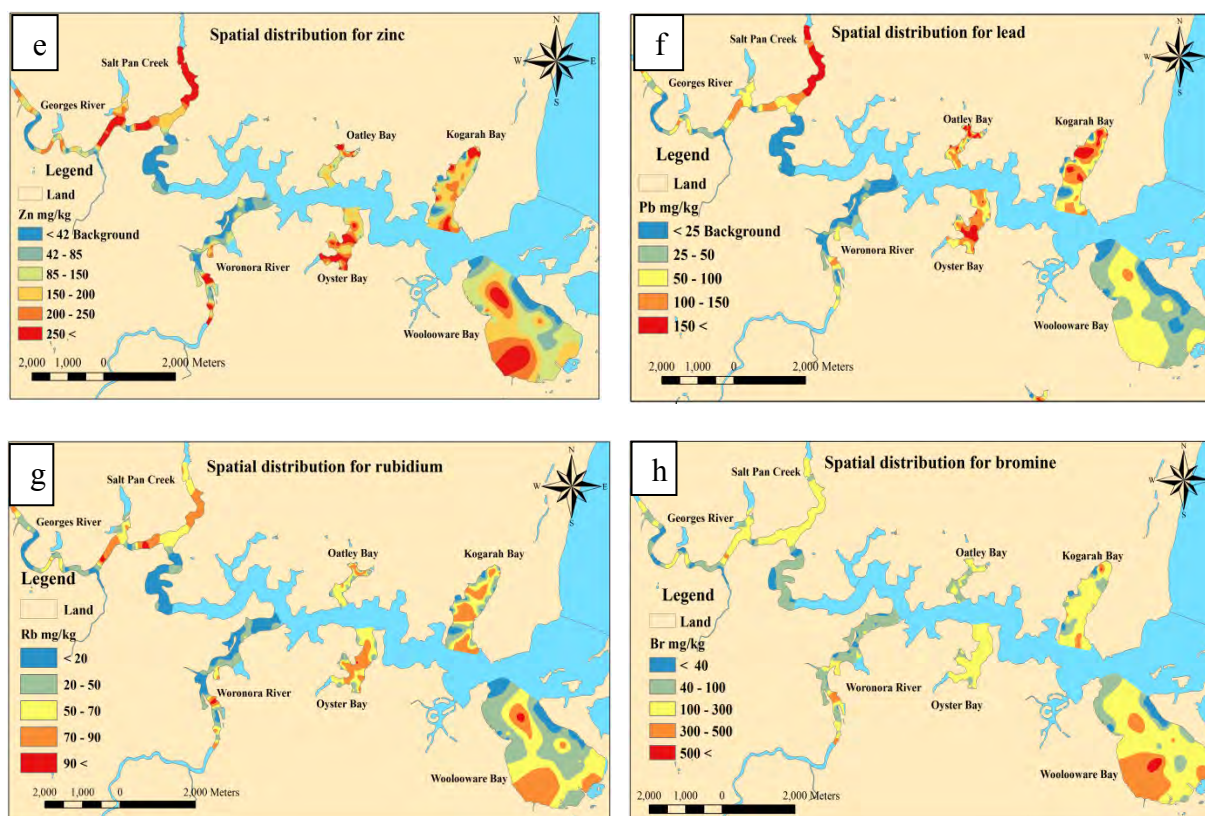 e
Spatial distribution for zinc
N
W
E
S
Salt Pan Creek
Georges River
Oatley Bay
Kogarah Bay
Legend
Land
Zn mg/kg
< 42 Background
42 - 85
85 - 150
150 - 200
200 - 250
250 <
Woronora River
Oyster Bay
Woolooware Bay
2,000 1,000 0 2,000 Meters
f
Spatial distribution for lead
N
W
E
S
Salt Pan Creek
Georges River
Oatley Bay
Kogarah Bay
Legend
Land
Pb mg/kg
< 25 Background
25 - 50
50 - 100
100 - 150
150 <
Woronora River
Oyster Bay
Woolooware Bay
2,000 1,000 0 2,000 Meters
g
Spatial distribution for rubidium
N
W
E
S
Salt Pan Creek
Georges River
Oatley Bay
Kogarah Bay
Legend
Land
Rb mg/kg
< 20
20 - 50
50 - 70
70 - 90
90 <
Woronora River
Oyster Bay
Woolooware Bay
2,000 1,000 0 2,000 Meters
h
Spatial distribution for bromine
N
W
E
S
Salt Pan Creek
Georges River
Oatley Bay
Kogarah Bay
Legend
Land
Br mg/kg
< 40
40 - 100
100 - 300
300 - 500
500 <
Woronora River
Oyster Bay
Woolooware Bay
2,000 1,000 0 2,000 Meters